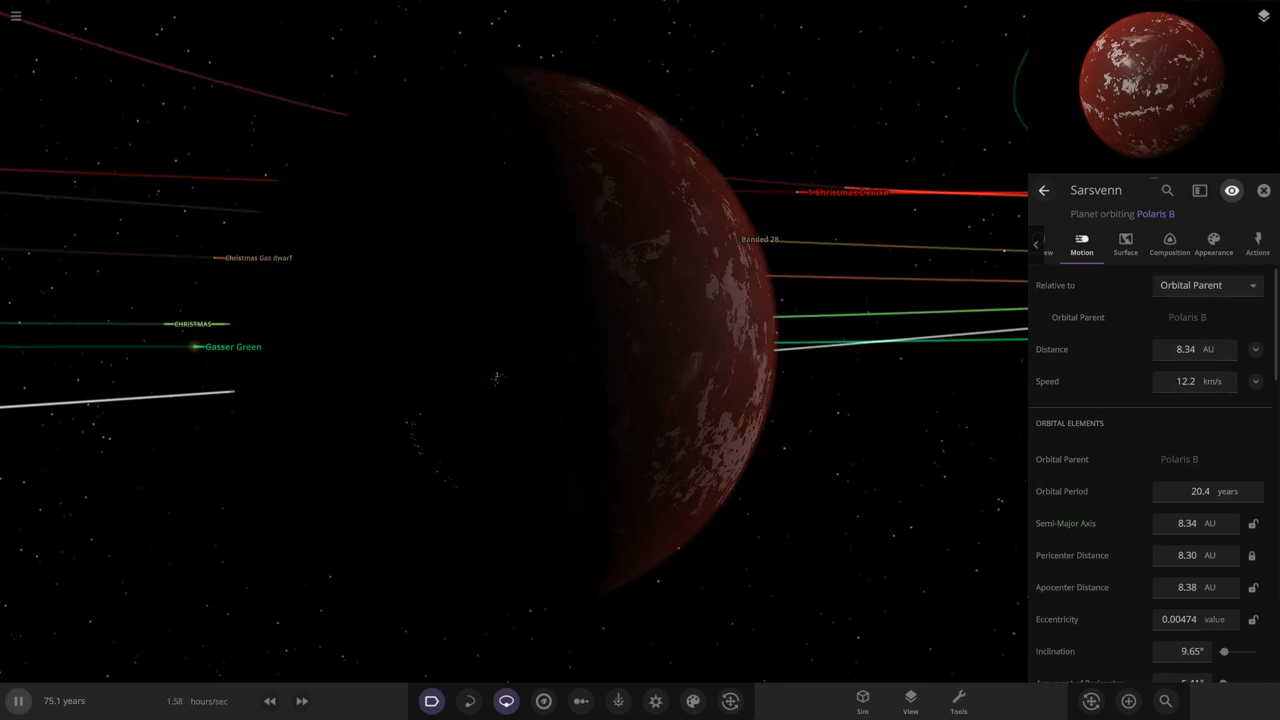 1 Christmas Deluxe
Banded 28
Christmas Gas dwarf
CHRISTMAS
Gasser Green
Sarsvenn
Planet orbiting Polaris B
ew
Motion
Surface
Composition
Appearance
Actions
Relative to
Orbital Parent
Orbital Parent
Polaris B
Distance
8.34 AU
Speed
12.2 km/s
ORBITAL ELEMENTS
Orbital Parent
Polaris B
Orbital Period
20.4 years
Semi-Major Axis
8.34 AU
Pericenter Distance
8.30 AU
Apocenter Distance
8.38 AU
Eccentricity
0.00474 value
Inclination
9.65°
75.1 years
1.58 hours/sec
Sim
View
Tools